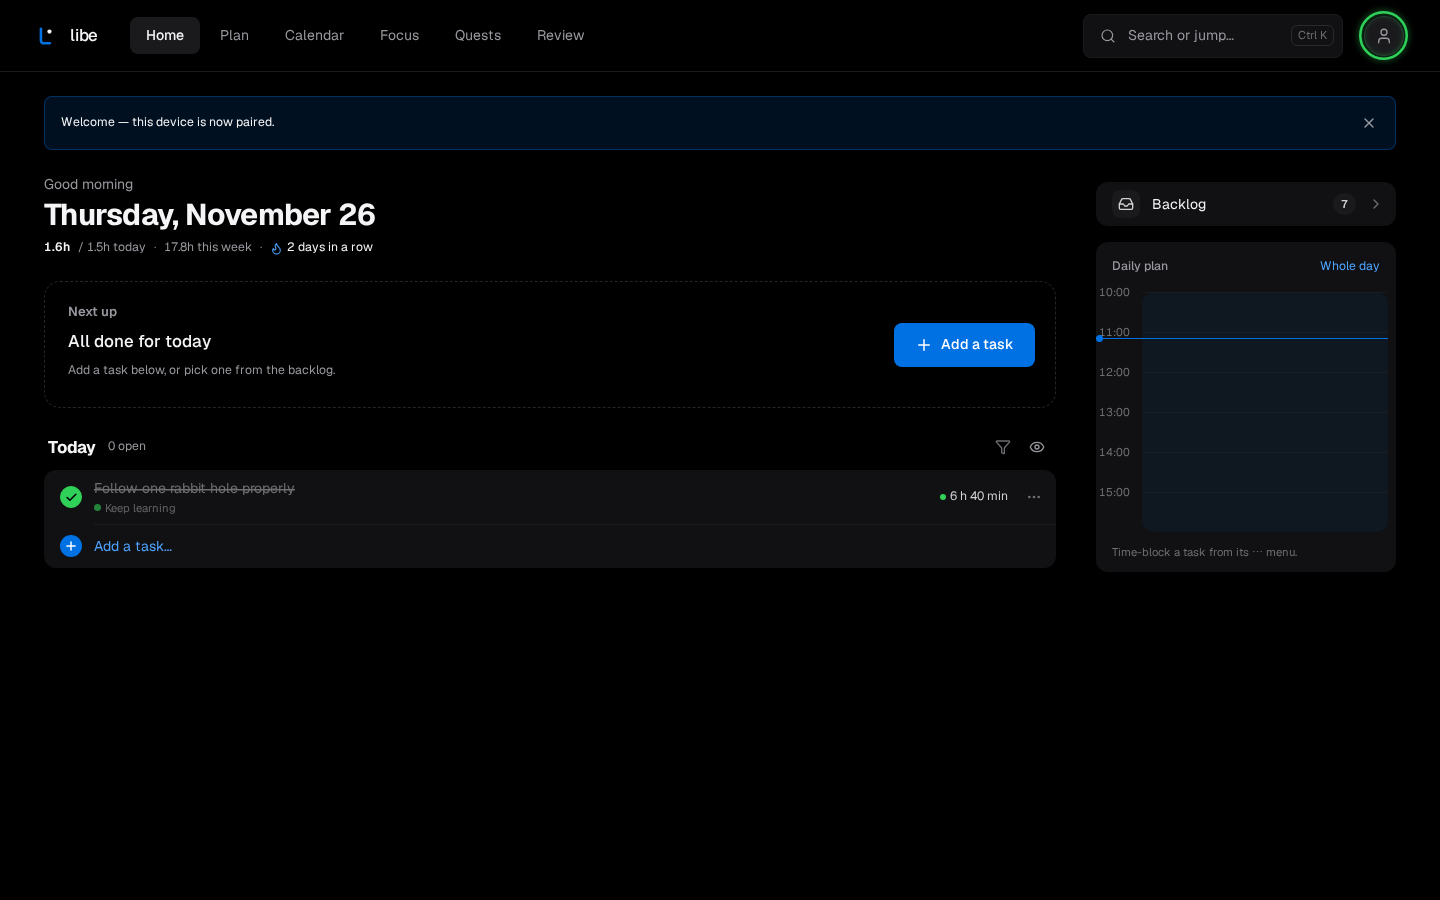 libe
Home
Plan
Calendar
Focus
Quests
Review
Search or jump...
Ctrl K
Welcome — this device is now paired.
Good morning
Thursday, November 26
1.6h / 1.5h today · 17.8h this week · 2 days in a row
Next up
All done for today
Add a task below, or pick one from the backlog.
Add a task
Today
0 open
Follow one rabbit hole properly
Keep learning
6 h 40 min
Add a task...
Backlog
7
Daily plan
Whole day
10:00
11:00
12:00
13:00
14:00
15:00
Time-block a task from its ··· menu.